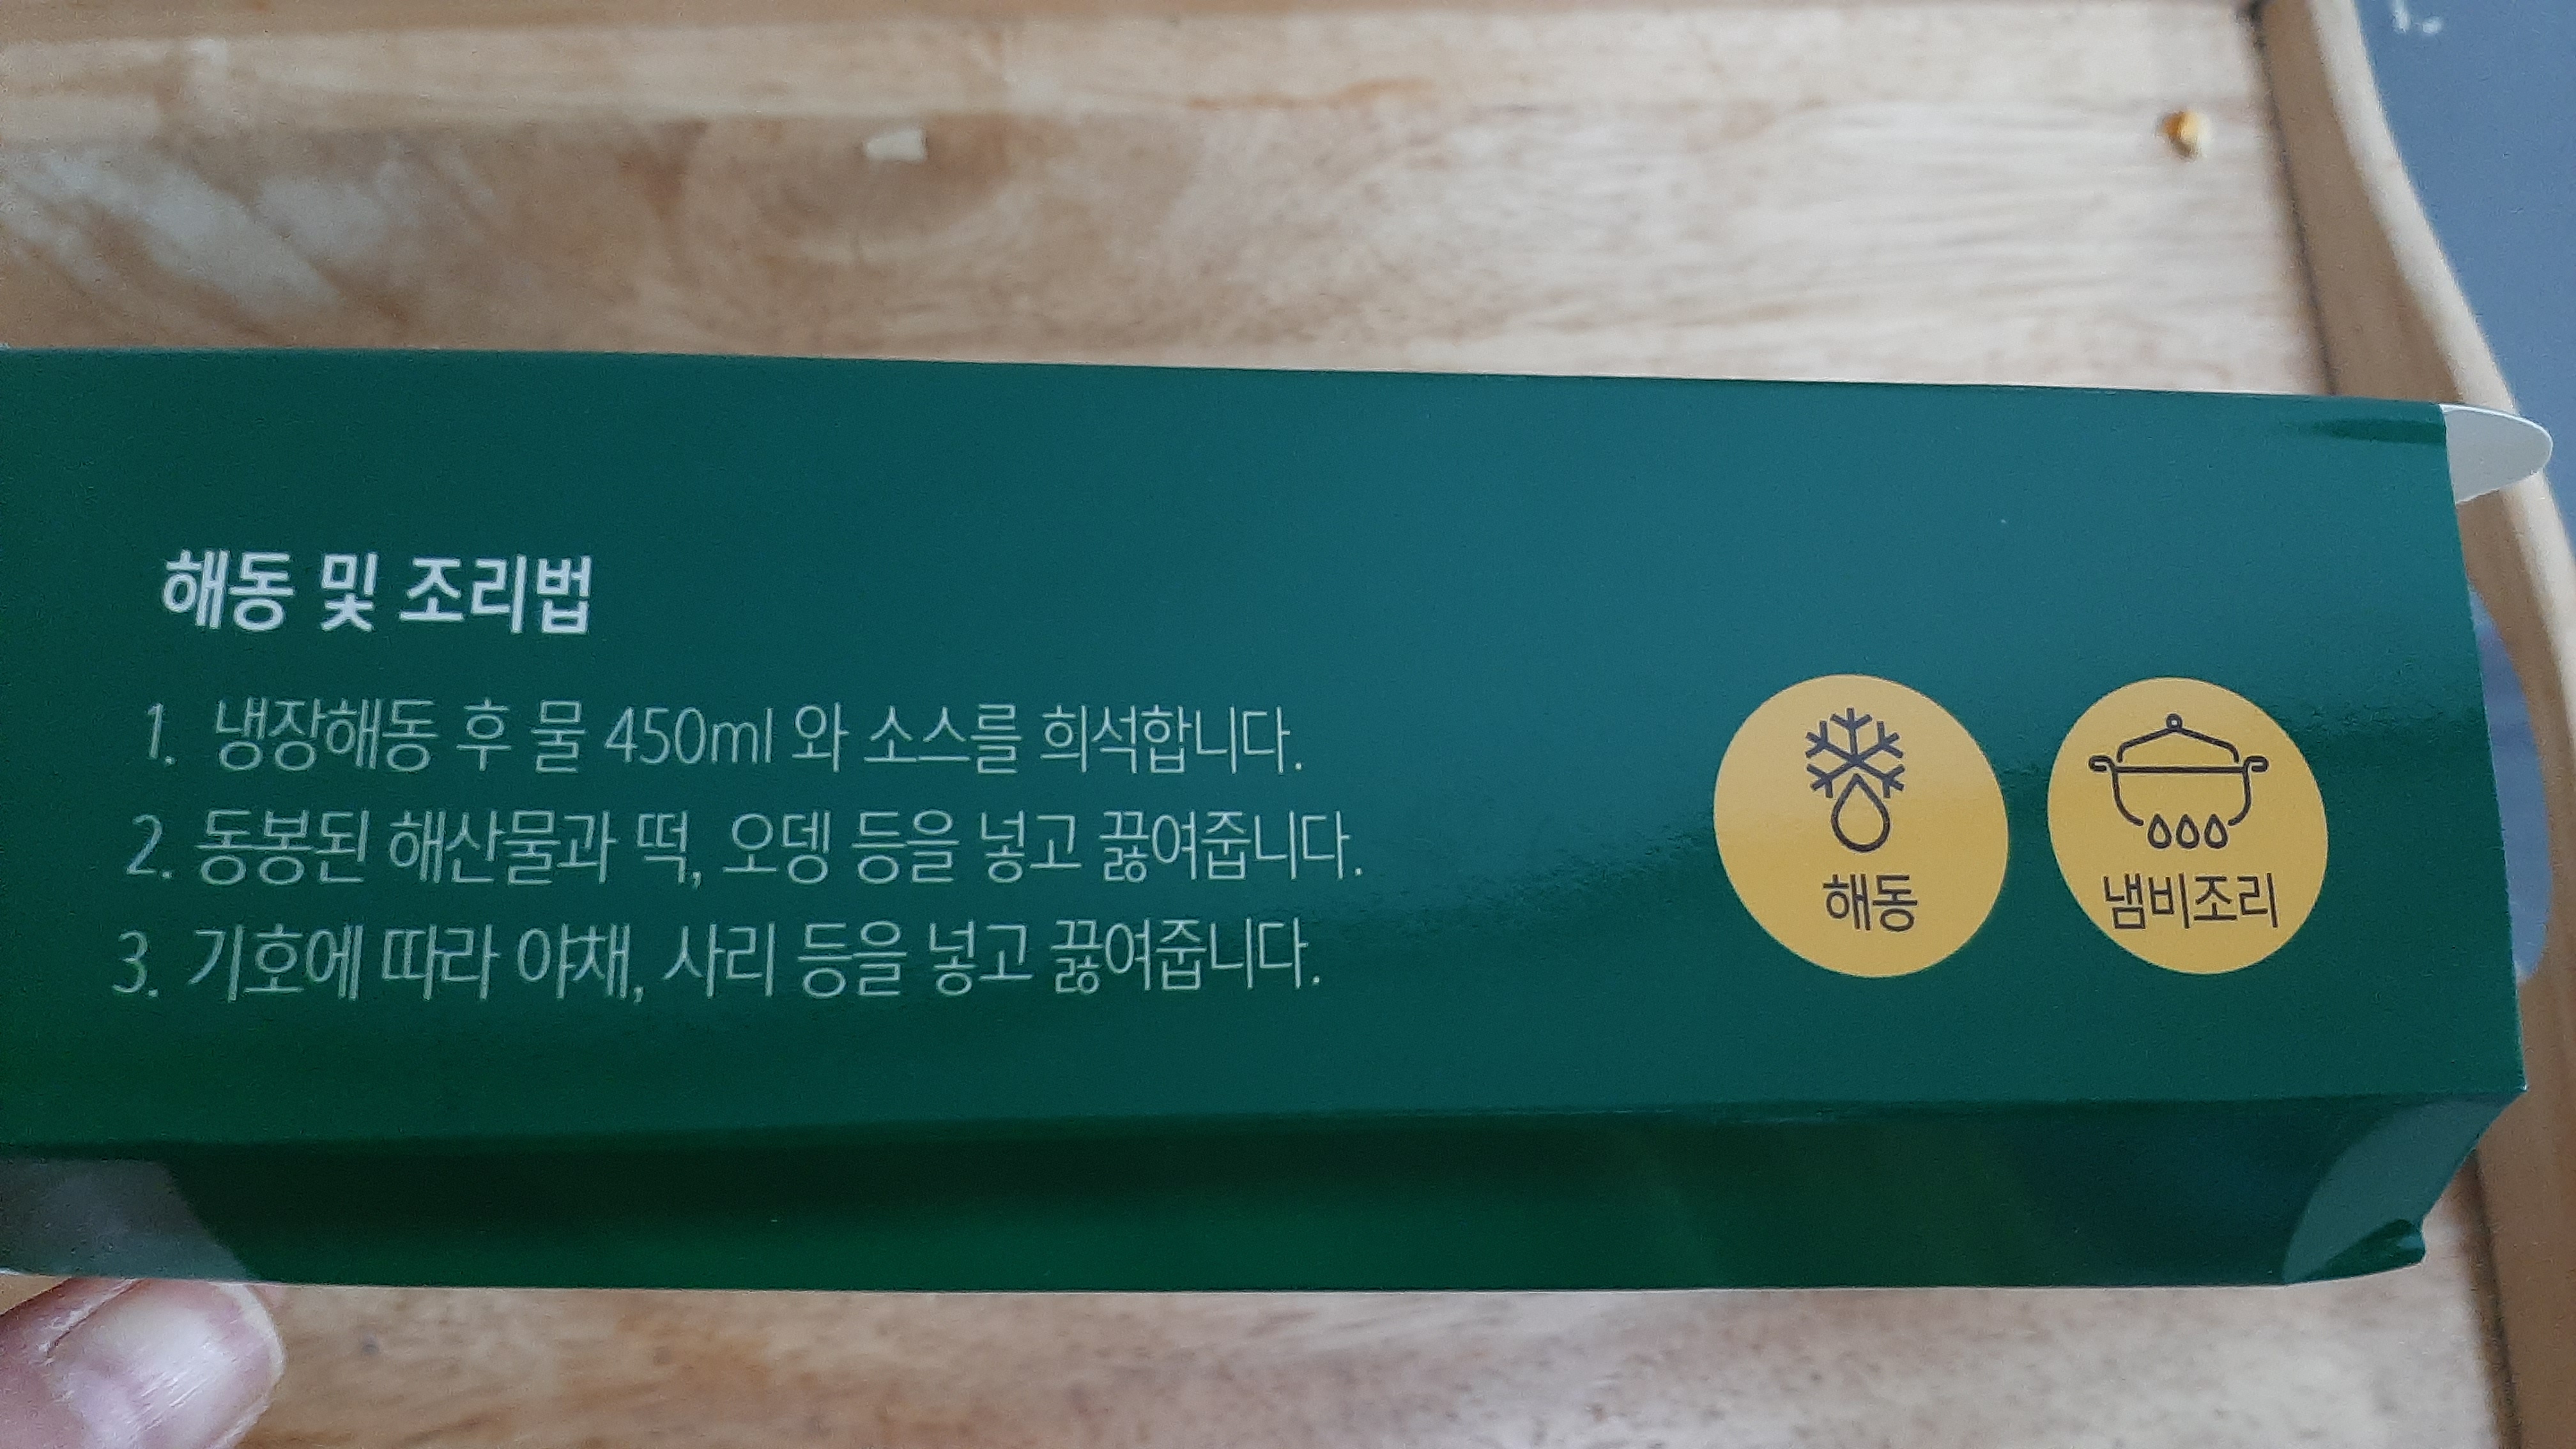 해동 및 조리법
1. 냉장해동 후 물 450ml 와 소스를 희석합니다.
2. 동봉된 해산물과 떡, 오뎅 등을 넣고 끓여줍니다.
3. 기호에 따라 야채, 사리 등을 넣고 끓여줍니다.
해동
냄비조리